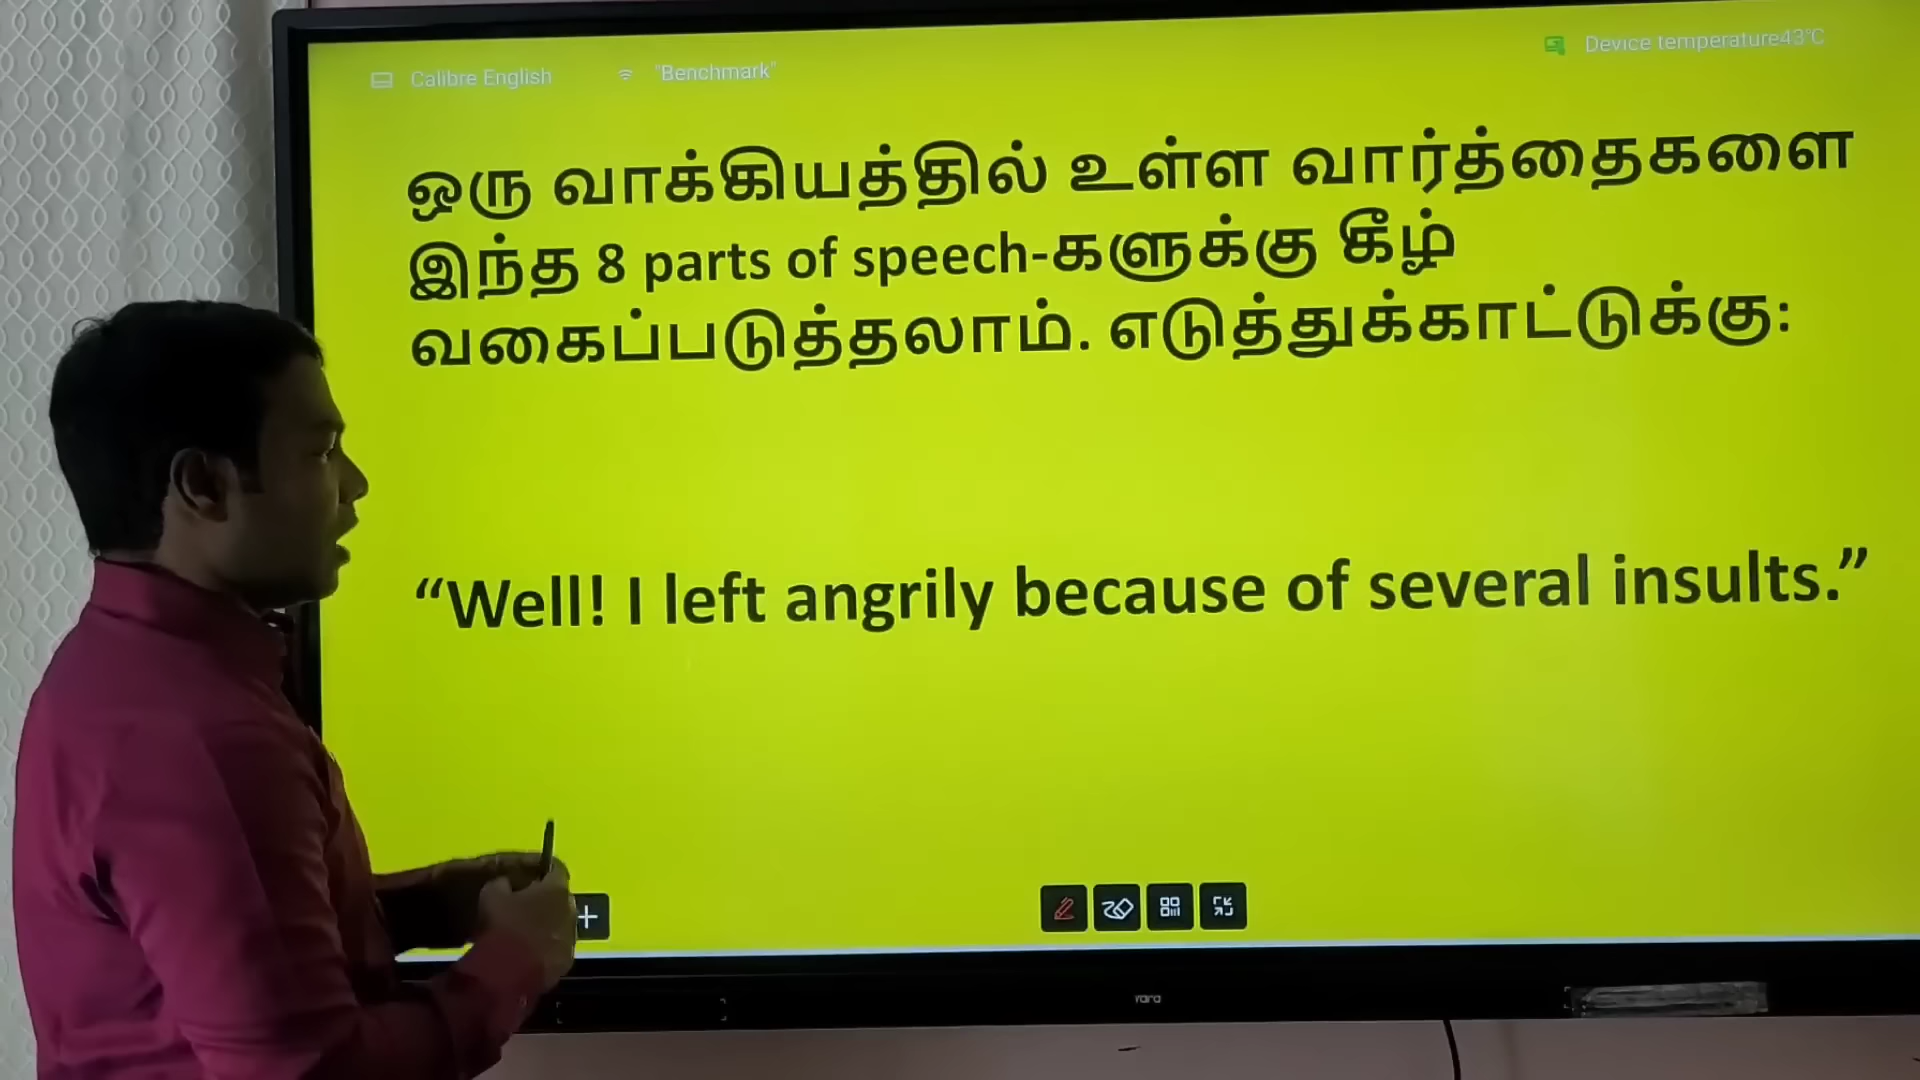 Calibre English "Benchmark" Device temperature43°C
ஒரு வாக்கியத்தில் உள்ள வார்த்தைகளை
இந்த 8 parts of speech-களுக்கு கீழ்
வகைப்படுத்தலாம். எடுத்துக்காட்டுக்கு:
“Well! I left angrily because of several insults.”